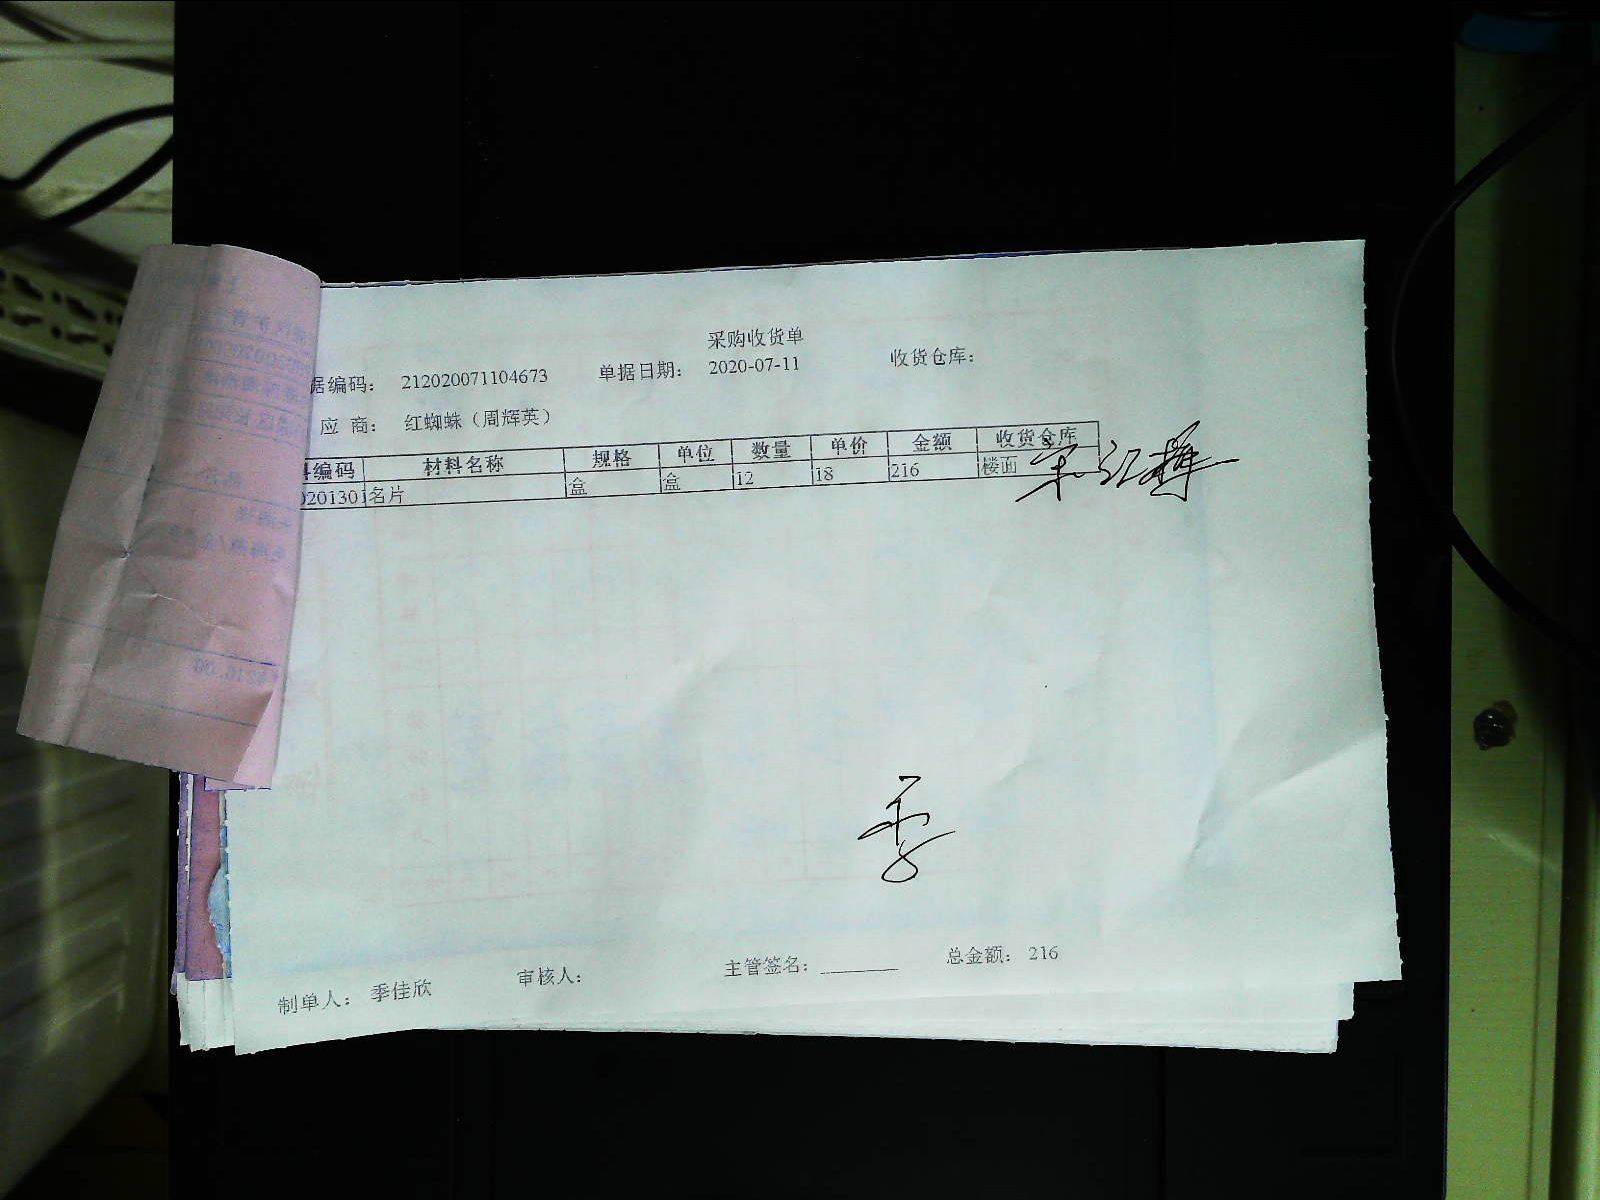 采购收货单
据编码： 212020071104673 单据日期： 2020-07-11 收货仓库：
应 商： 红蜘蛛（周辉英）
编码 材料名称 规格 单位 数量 单价 金额 收货仓库
020130 名片 盒 盒 12 18 216 楼面
季
制单人： 季佳欣 审核人： 主管签名：________ 总金额： 216